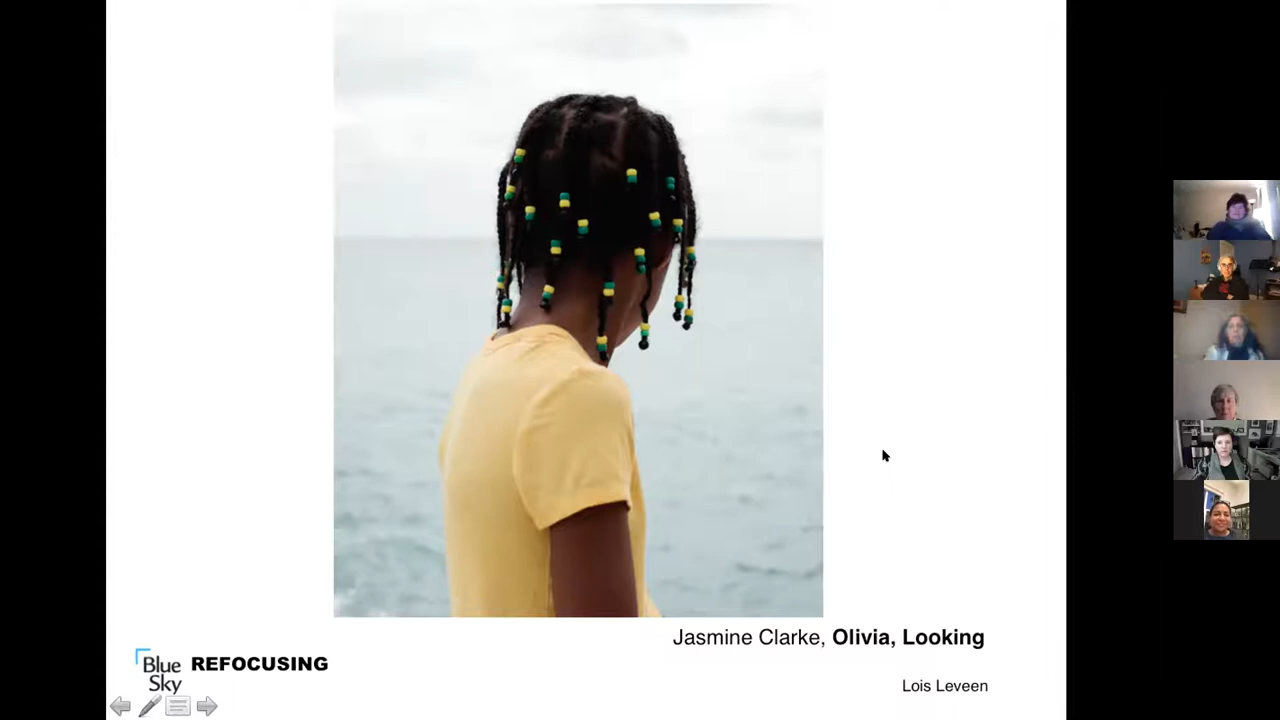 Jasmine Clarke, Olivia, Looking
Blue
Sky
REFOCUSING
Lois Leveen